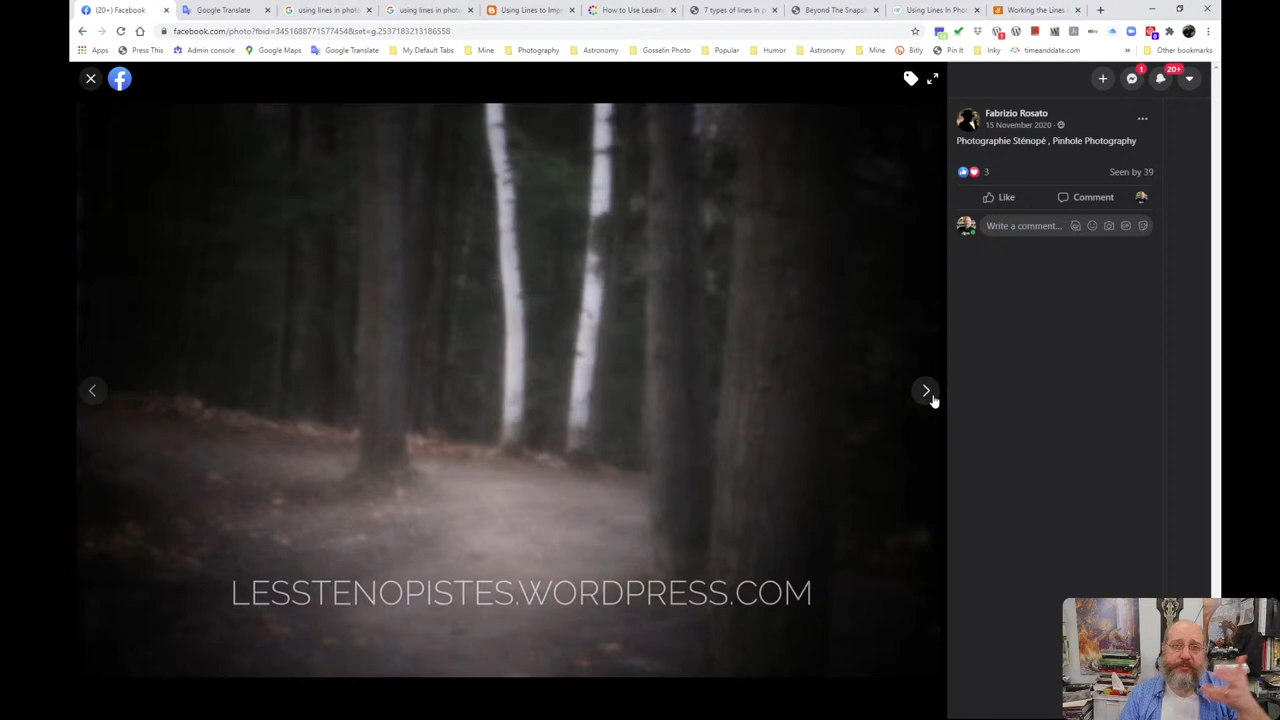 (20+) Facebook
Google Translate
using lines in photo
using lines in photo
Using Lines to Imp
How to Use Leadin
7 types of lines in p
Beyond The Snapsh
Using Lines In Phot
Working the Lines
facebook.com/photo?fbid=3451688771577454&set=g.2537183213186558
Apps
Press This
Admin console
Google Maps
Google Translate
My Default Tabs
Mine
Photography
Astronomy
Gosselin Photo
Popular
Humor
Astronomy
Mine
Bitly
Pin It
Inky
timeanddate.com
»
Other bookmarks
1
20+
Fabrizio Rosato
15 November 2020
Photographie Sténopé , Pinhole Photography
3
Seen by 39
Like
Comment
Write a comment...
LESSTENOPISTES.WORDPRESS.COM